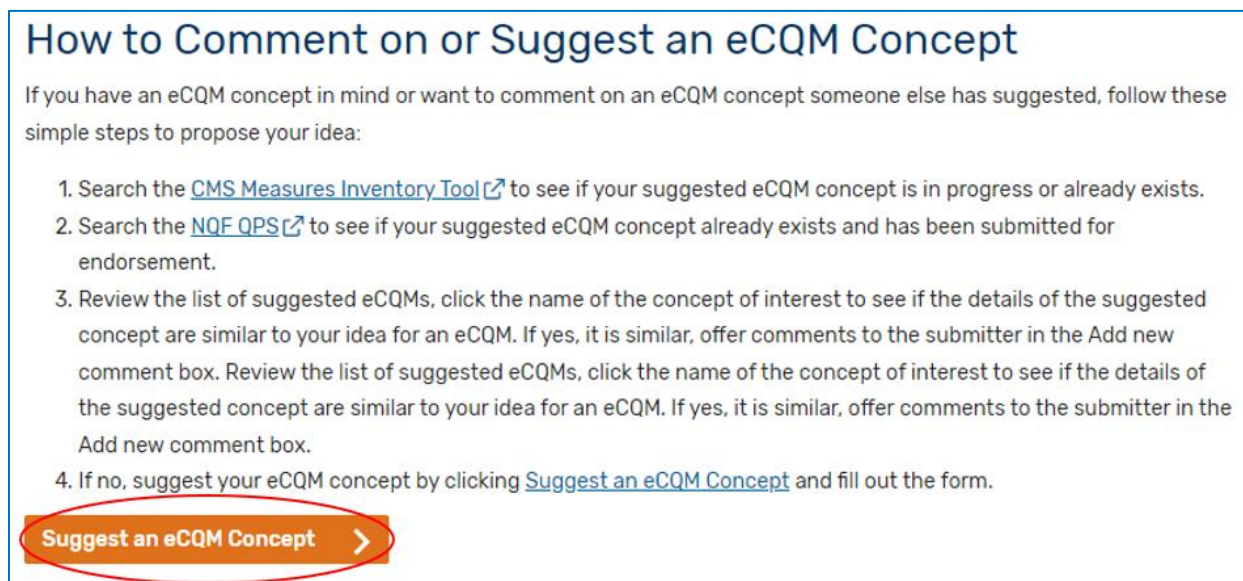 How to Comment on or Suggest an eCQM Concept
If you have an eCQM concept in mind or want to comment on an eCQM concept someone else has suggested, follow these
simple steps to propose your idea:
1. Search the CMS Measures Inventory Tool to see if your suggested eCQM concept is in progress or already exists.
2. Search the NQF QPS to see if your suggested eCQM concept already exists and has been submitted for
endorsement.
3. Review the list of suggested eCQMs, click the name of the concept of interest to see if the details of the suggested
concept are similar to your idea for an eCQM. If yes, it is similar, offer comments to the submitter in the Add new
comment box. Review the list of suggested eCQMs, click the name of the concept of interest to see if the details of
the suggested concept are similar to your idea for an eCQM. If yes, it is similar, offer comments to the submitter in the
Add new comment box.
4. If no, suggest your eCQM concept by clicking Suggest an eCQM Concept and fill out the form.
Suggest an eCQM Concept